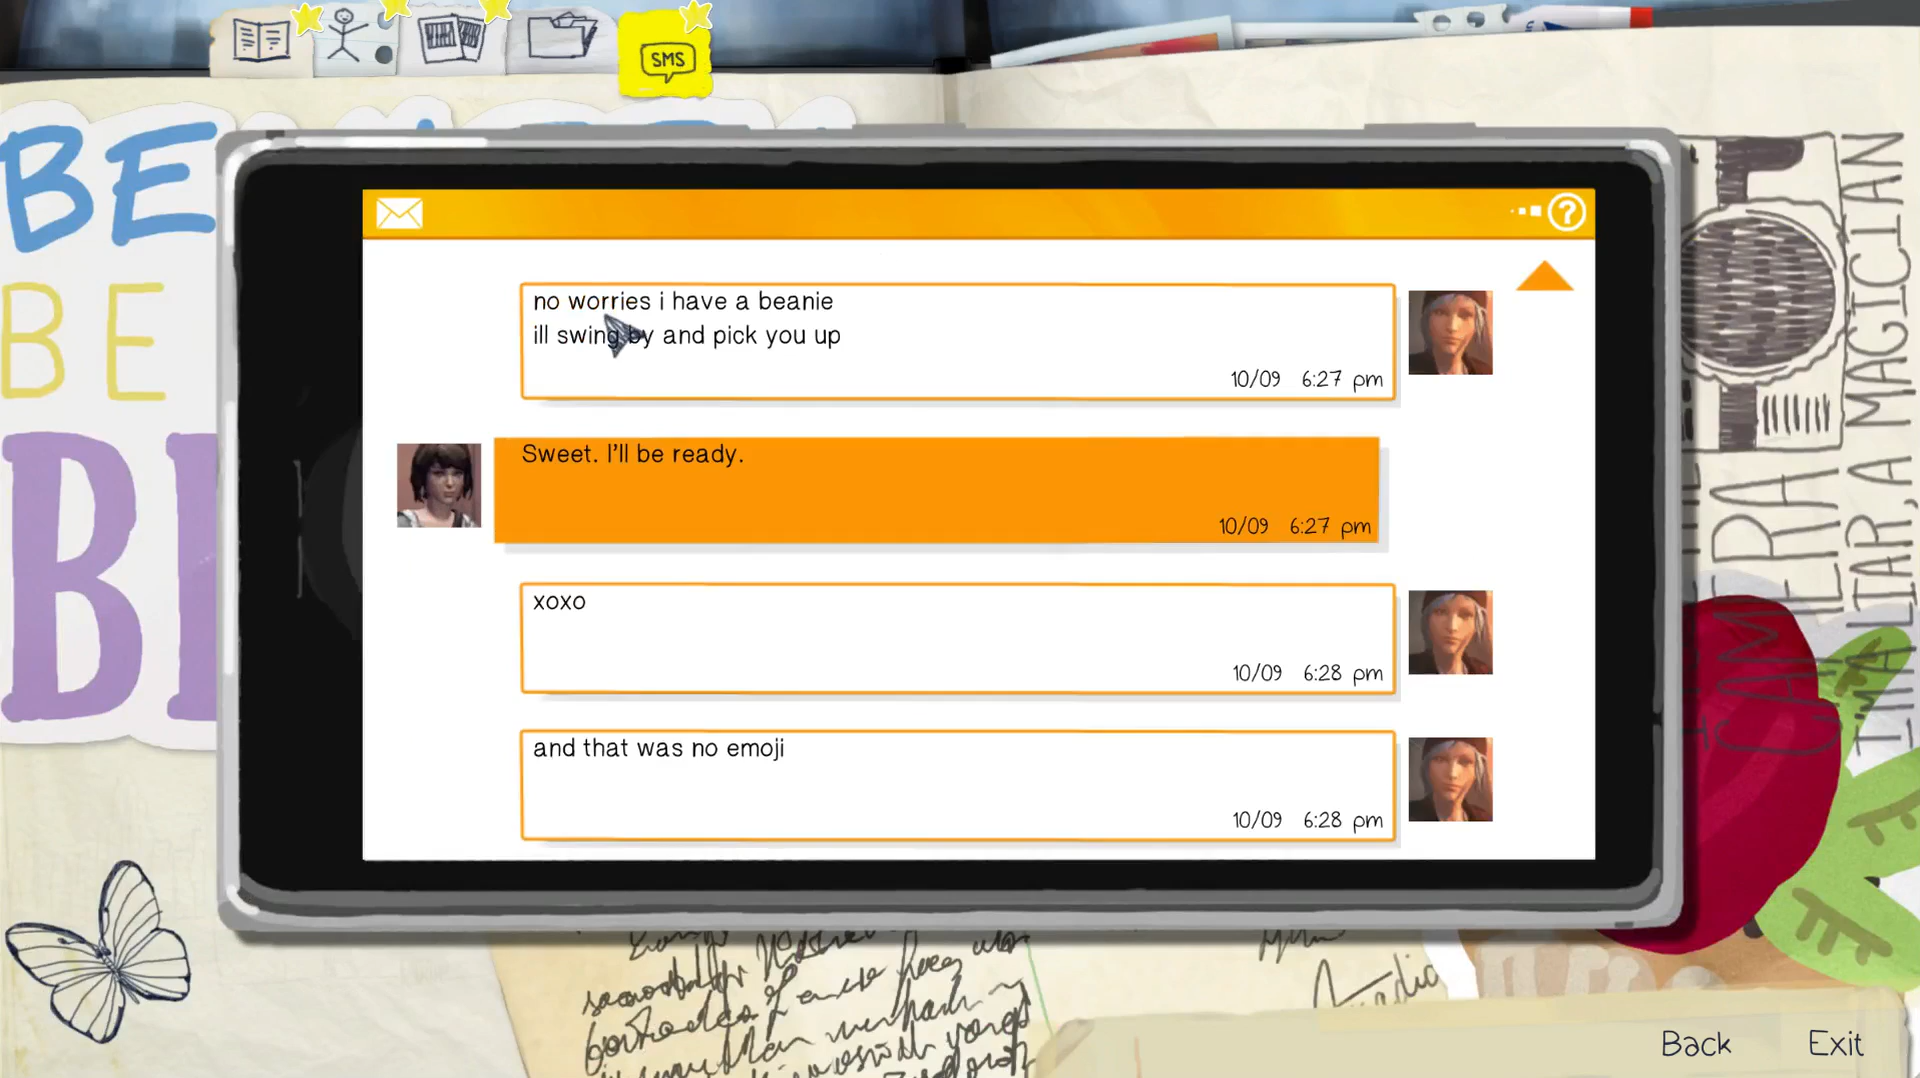 SMS
BE
BE
no worries i have a beanie
ill swing by and pick you up
10/09 6:27 pm
Sweet. I'll be ready.
10/09 6:27 pm
xoxo
10/09 6:28 pm
and that was no emoji
10/09 6:28 pm
CAMERA
I'M A LIAR, A MAGICIAN
Back
Exit